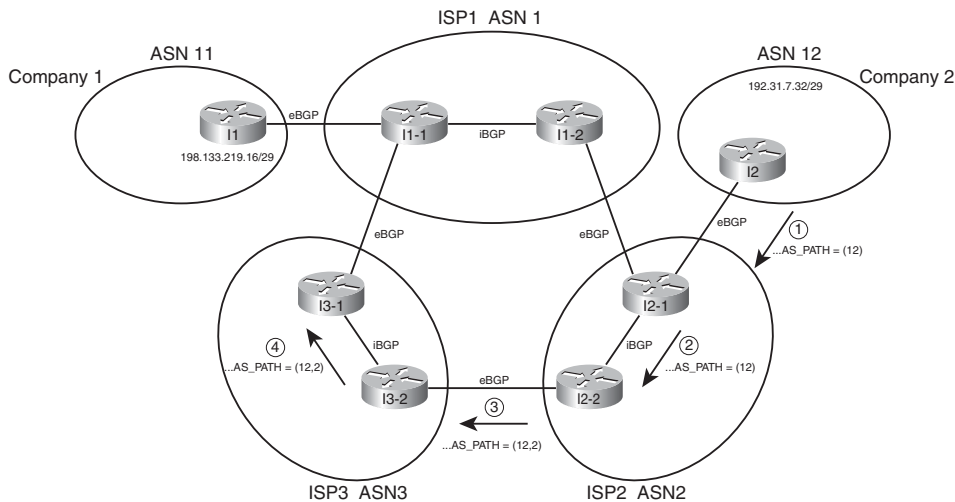 ISP1 ASN 1
ASN 11
ASN 12
Company 1
Company 2
192.31.7.32/29
eBGP
I1
I1-1
iBGP
I1-2
198.133.219.16/29
I2
eBGP
eBGP
eBGP
1
...AS_PATH = (12)
I3-1
I2-1
4
iBGP
iBGP
2
...AS_PATH = (12,2)
...AS_PATH = (12)
I3-2
eBGP
I2-2
3
...AS_PATH = (12,2)
ISP3 ASN3
ISP2 ASN2